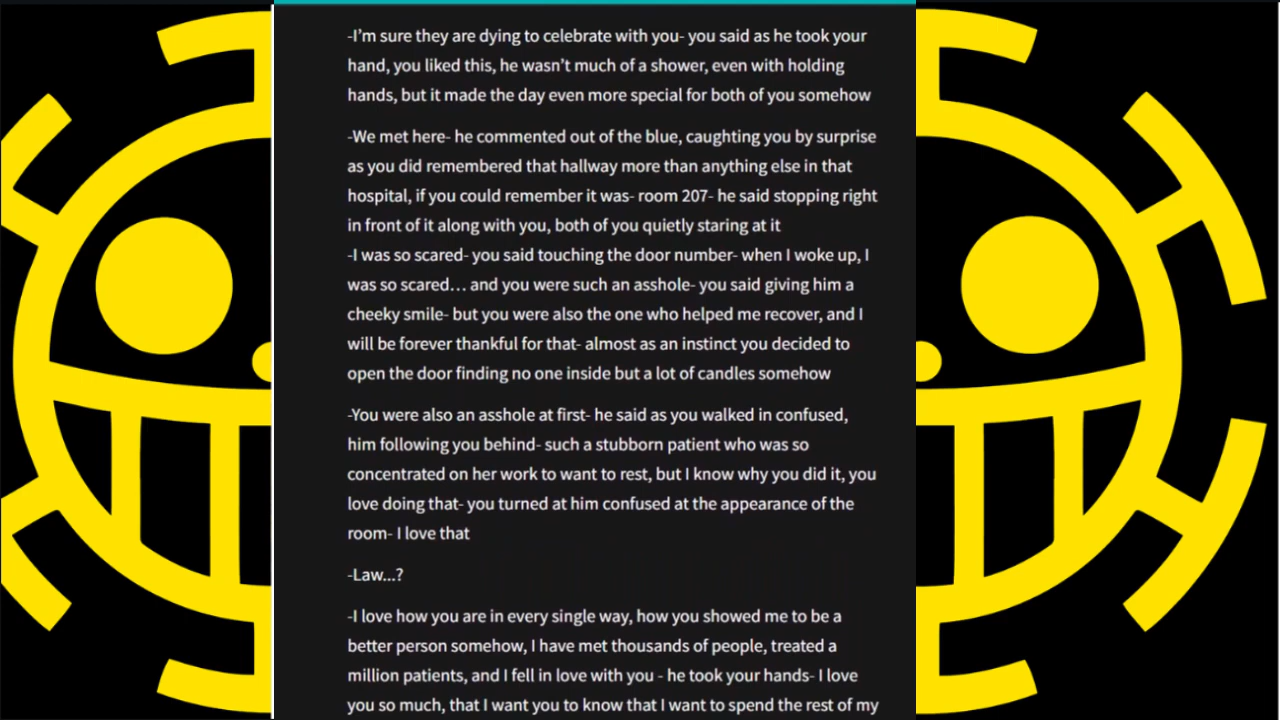 -I’m sure they are dying to celebrate with you- you said as he took your
hand, you liked this, he wasn’t much of a shower, even with holding
hands, but it made the day even more special for both of you somehow
-We met here- he commented out of the blue, caughting you by surprise
as you did remembered that hallway more than anything else in that
hospital, if you could remember it was- room 207- he said stopping right
in front of it along with you, both of you quietly staring at it
-I was so scared- you said touching the door number- when I woke up, I
was so scared… and you were such an asshole- you said giving him a
cheeky smile- but you were also the one who helped me recover, and I
will be forever thankful for that- almost as an instinct you decided to
open the door finding no one inside but a lot of candles somehow
-You were also an asshole at first- he said as you walked in confused,
him following you behind- such a stubborn patient who was so
concentrated on her work to want to rest, but I know why you did it, you
love doing that- you turned at him confused at the appearance of the
room- I love that
-Law...?
-I love how you are in every single way, how you showed me to be a
better person somehow, I have met thousands of people, treated a
million patients, and I fell in love with you - he took your hands- I love
you so much, that I want you to know that I want to spend the rest of my